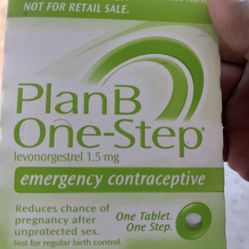 NOT FOR RETAIL SALE.
Plan B
One-Step®
levonorgestrel 1.5 mg
emergency contraceptive
Reduces chance of
pregnancy after
unprotected sex.
Not for regular birth control.
One Tablet.
One Step.